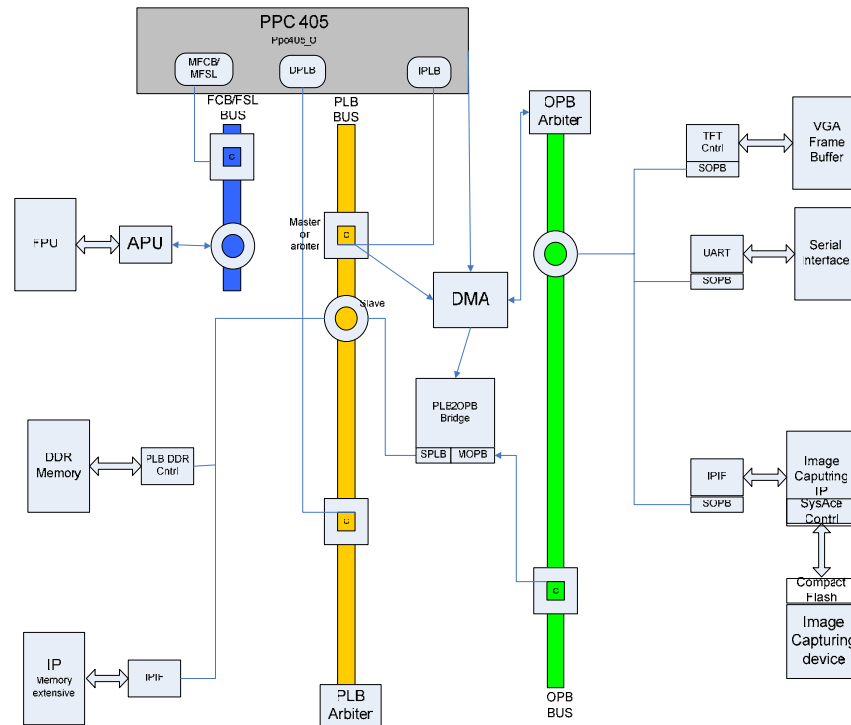 PPC 405
Ppc405_0
MFCB/
MFSL
DPLB
IPLB
FCB/FSL
BUS
PLB
BUS
OPB
Arbiter
C
TFT
Cntrl
SOPB
VGA
Frame
Buffer
FPU
APU
Master
or
arbiter
C
UART
SOPB
Serial
Interface
Slave
DMA
PLB2OPB
Bridge
SPLB
MOPB
DDR
Memory
PLB DDR
Cntrl
IPIF
SOPB
Image
Caputring
IP
SysAce
Contrl
C
C
Compact
Flash
Image
Capturing
device
IP
Memory
extensive
IPIF
PLB
Arbiter
OPB
BUS